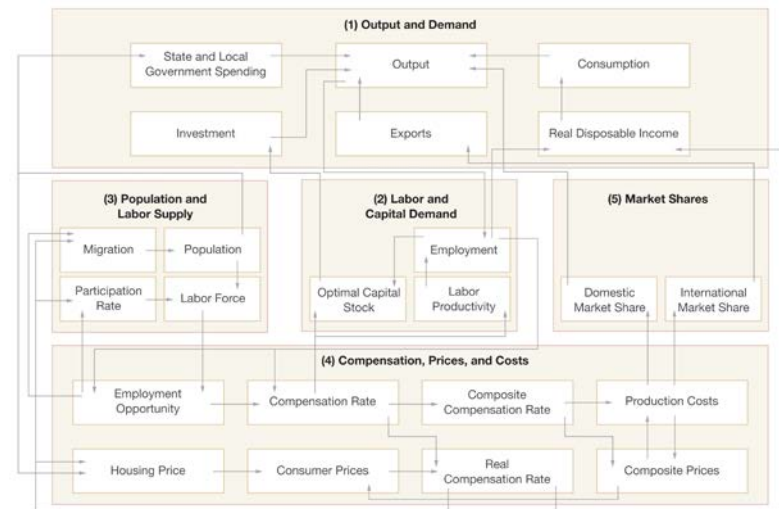 (1) Output and Demand
State and Local
Government Spending
Output
Consumption
Investment
Exports
Real Disposable Income
(3) Population and
Labor Supply
Migration
Population
Participation
Rate
Labor Force
(2) Labor and
Capital Demand
Employment
Optimal Capital
Stock
Labor
Productivity
(5) Market Shares
Domestic
Market Share
International
Market Share
(4) Compensation, Prices, and Costs
Employment
Opportunity
Compensation Rate
Composite
Compensation Rate
Production Costs
Housing Price
Consumer Prices
Real
Compensation Rate
Composite Prices